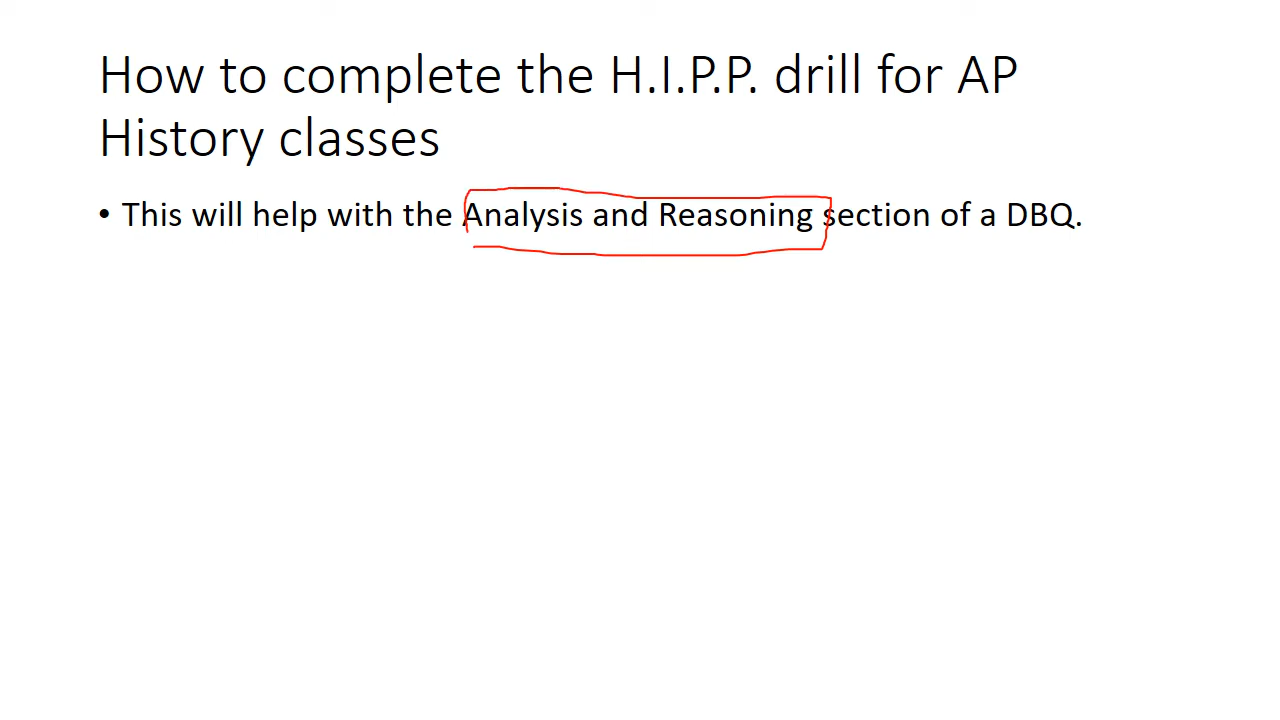 How to complete the H.I.P.P. drill for AP
History classes
• This will help with the Analysis and Reasoning section of a DBQ.